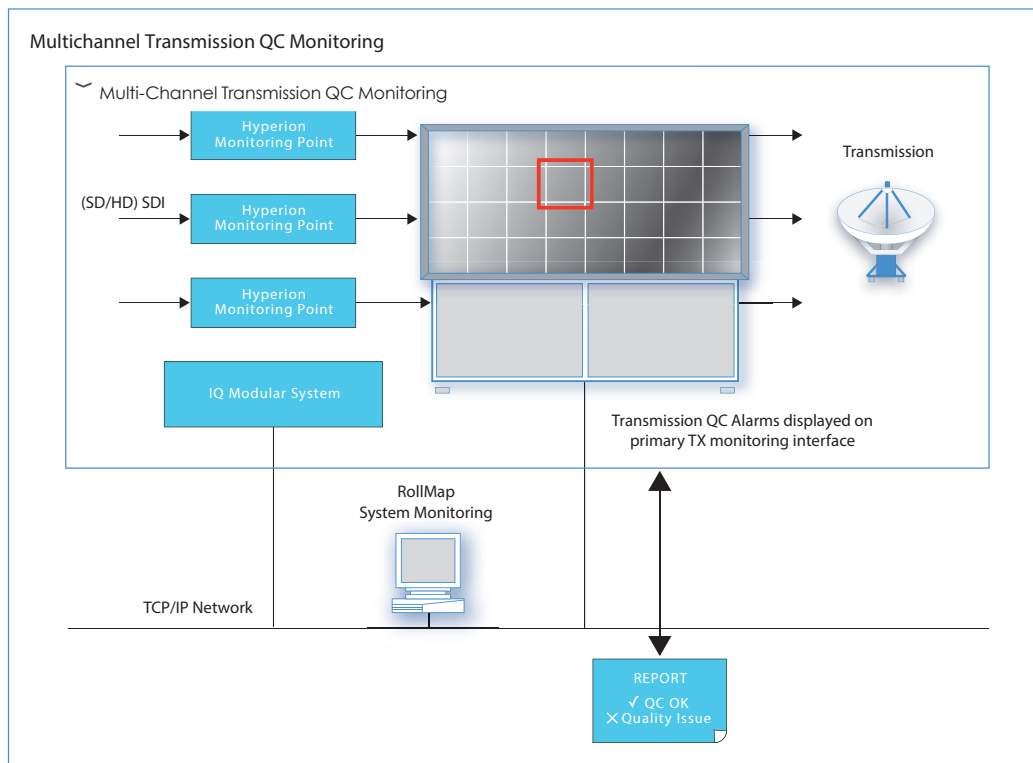 Multichannel Transmission QC Monitoring
Multi-Channel Transmission QC Monitoring
Hyperion
Monitoring Point
Transmission
(SD/HD) SDI
Hyperion
Monitoring Point
Hyperion
Monitoring Point
IQ Modular System
Transmission QC Alarms displayed on
primary TX monitoring interface
RollMap
System Monitoring
TCP/IP Network
REPORT
✓ QC OK
✕ Quality Issue